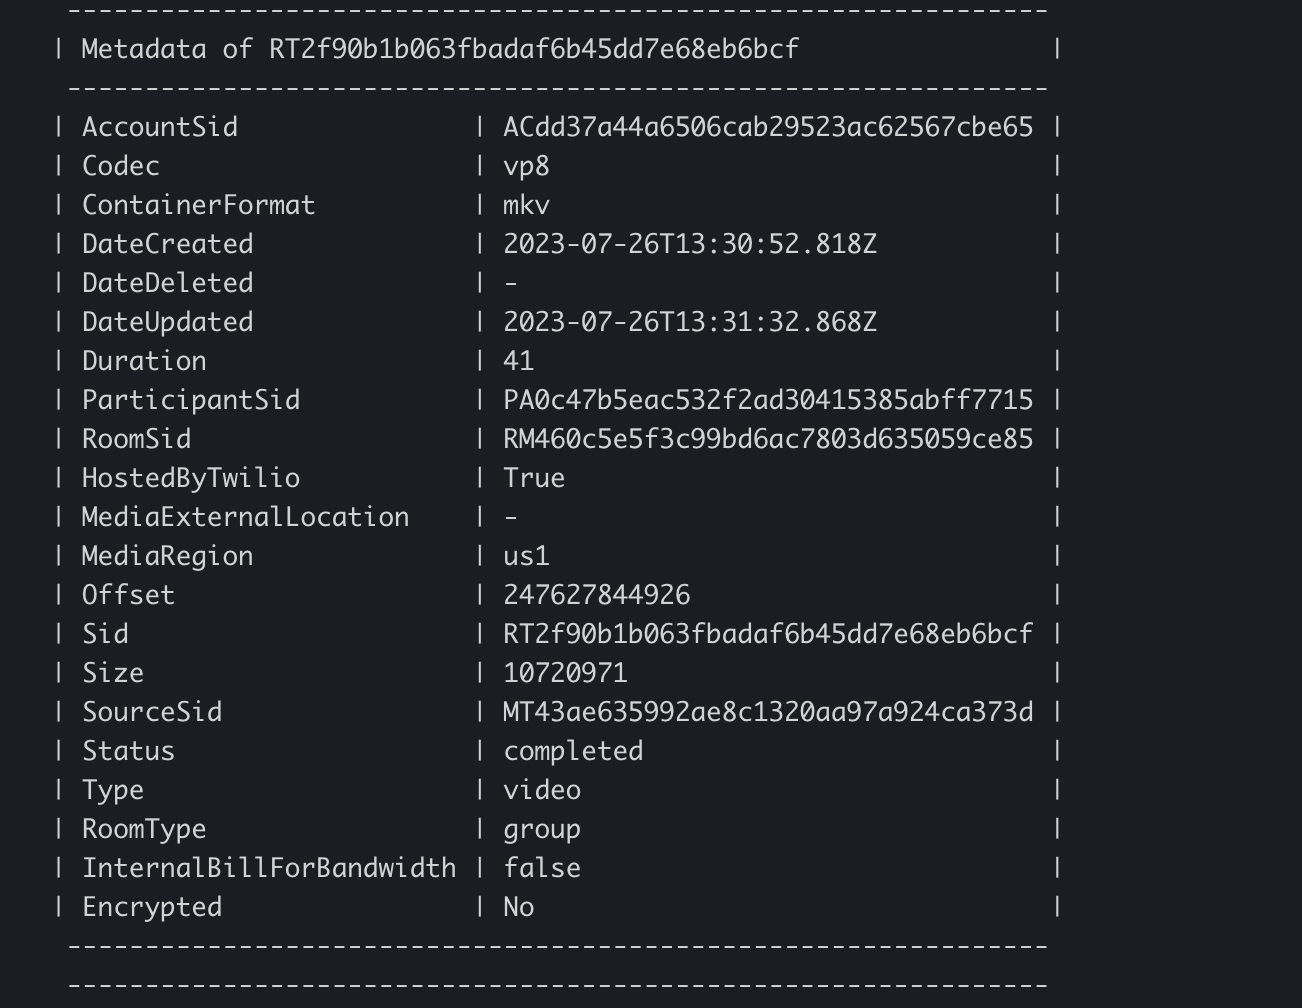 ---------------------------------------------------------------
| Metadata of RT2f90b1b063fbadaf6b45dd7e68eb6bcf                |
---------------------------------------------------------------
| AccountSid | ACdd37a44a6506cab29523ac62567cbe65 |
| Codec | vp8 |
| ContainerFormat | mkv |
| DateCreated | 2023-07-26T13:30:52.818Z |
| DateDeleted | - |
| DateUpdated | 2023-07-26T13:31:32.868Z |
| Duration | 41 |
| ParticipantSid | PA0c47b5eac532f2ad30415385abff7715 |
| RoomSid | RM460c5e5f3c99bd6ac7803d635059ce85 |
| HostedByTwilio | True |
| MediaExternalLocation | - |
| MediaRegion | us1 |
| Offset | 247627844926 |
| Sid | RT2f90b1b063fbadaf6b45dd7e68eb6bcf |
| Size | 10720971 |
| SourceSid | MT43ae635992ae8c1320aa97a924ca373d |
| Status | completed |
| Type | video |
| RoomType | group |
| InternalBillForBandwidth | false |
| Encrypted | No |
---------------------------------------------------------------
---------------------------------------------------------------